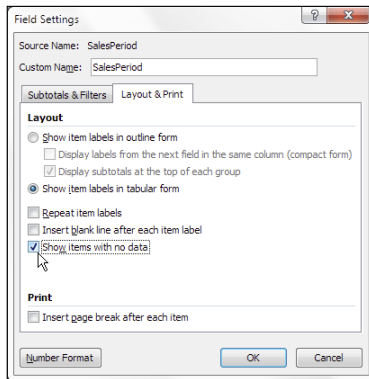 Field Settings
Source Name: SalesPeriod
Custom Name: SalesPeriod
Subtotals & Filters Layout & Print
Layout
Show item labels in outline form
Display labels from the next field in the same column (compact form)
Display subtotals at the top of each group
Show item labels in tabular form
Repeat item labels
Insert blank line after each item label
Show items with no data
Print
Insert page break after each item
Number Format OK Cancel